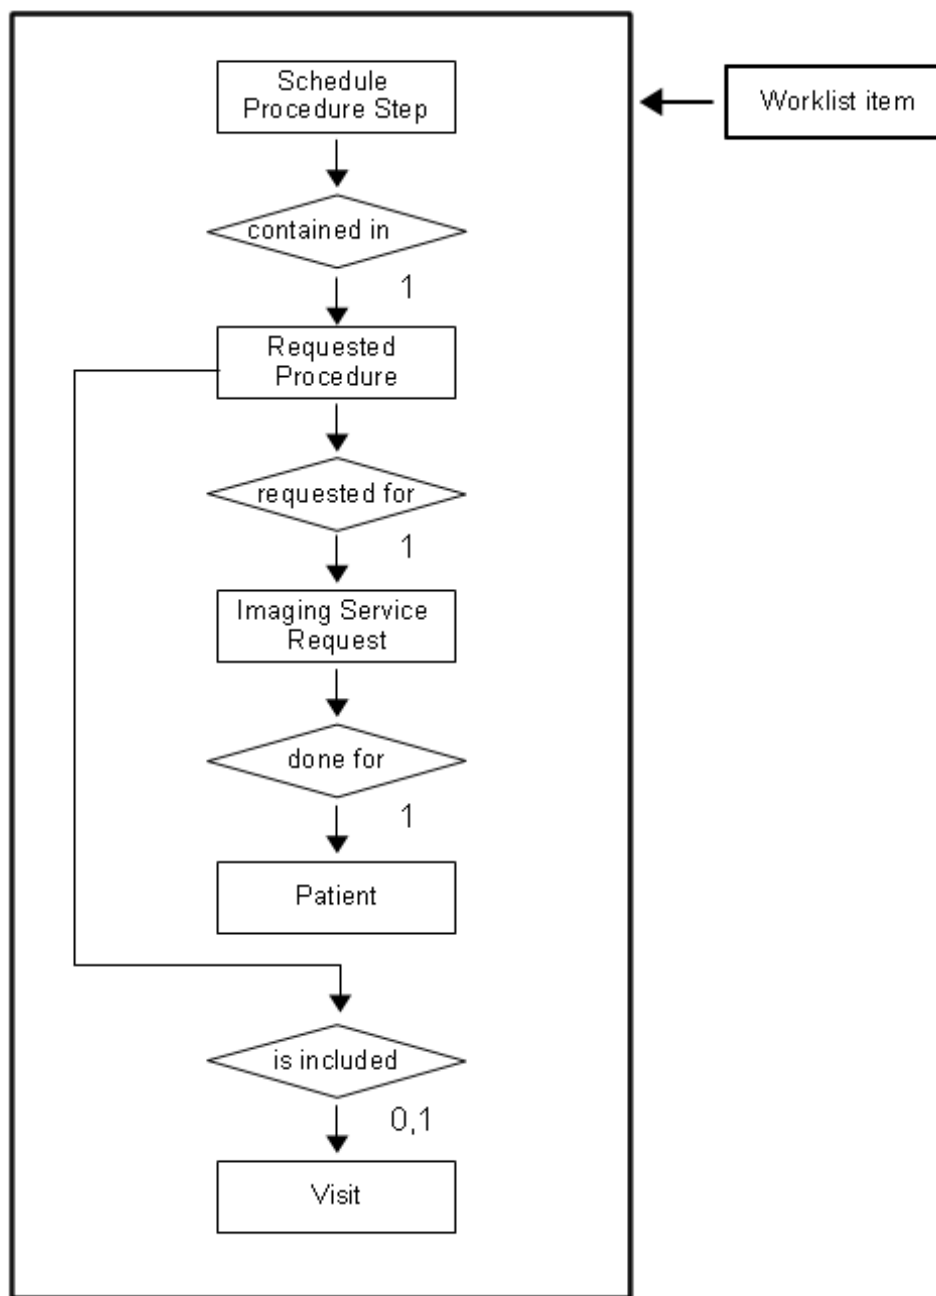 Schedule
Procedure Step
Worklist item
contained in
1
Requested
Procedure
requested for
1
Imaging Service
Request
done for
1
Patient
is included
0,1
Visit